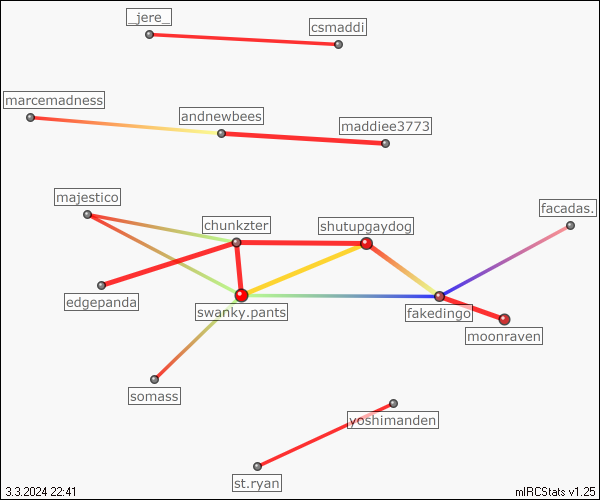 _jere_
csmaddi
marcemadness
andnewbees
maddiee3773
majestico
facadas.
chunkzter
shutupgaydog
edgepanda
swanky.pants
fakedingo
moonraven
somass
yoshimanden
st.ryan
3.3.2024 22:41
mIRCStats v1.25